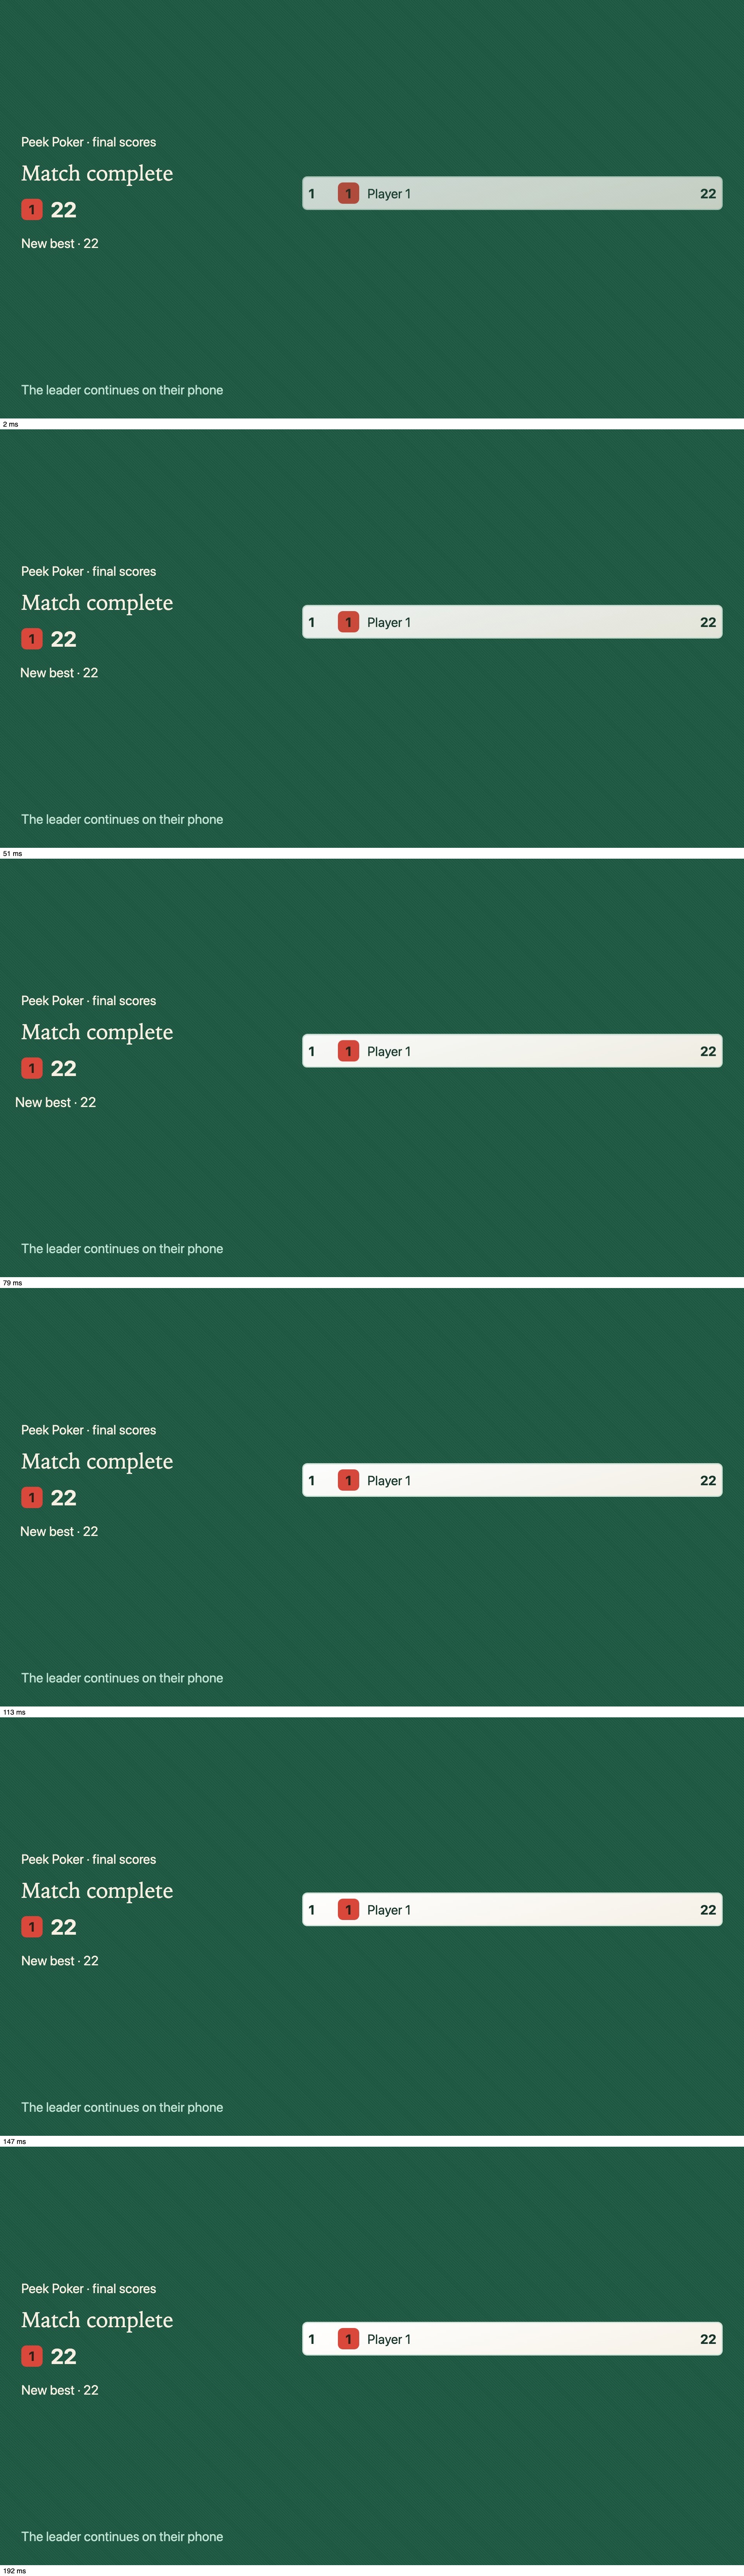 Peek Poker · final scores
Match complete
1 22
New best · 22
1 1 Player 1 22
The leader continues on their phone
2 ms
Peek Poker · final scores
Match complete
1 22
New best · 22
1 1 Player 1 22
The leader continues on their phone
51 ms
Peek Poker · final scores
Match complete
1 22
New best · 22
1 1 Player 1 22
The leader continues on their phone
79 ms
Peek Poker · final scores
Match complete
1 22
New best · 22
1 1 Player 1 22
The leader continues on their phone
113 ms
Peek Poker · final scores
Match complete
1 22
New best · 22
1 1 Player 1 22
The leader continues on their phone
147 ms
Peek Poker · final scores
Match complete
1 22
New best · 22
1 1 Player 1 22
The leader continues on their phone
192 ms